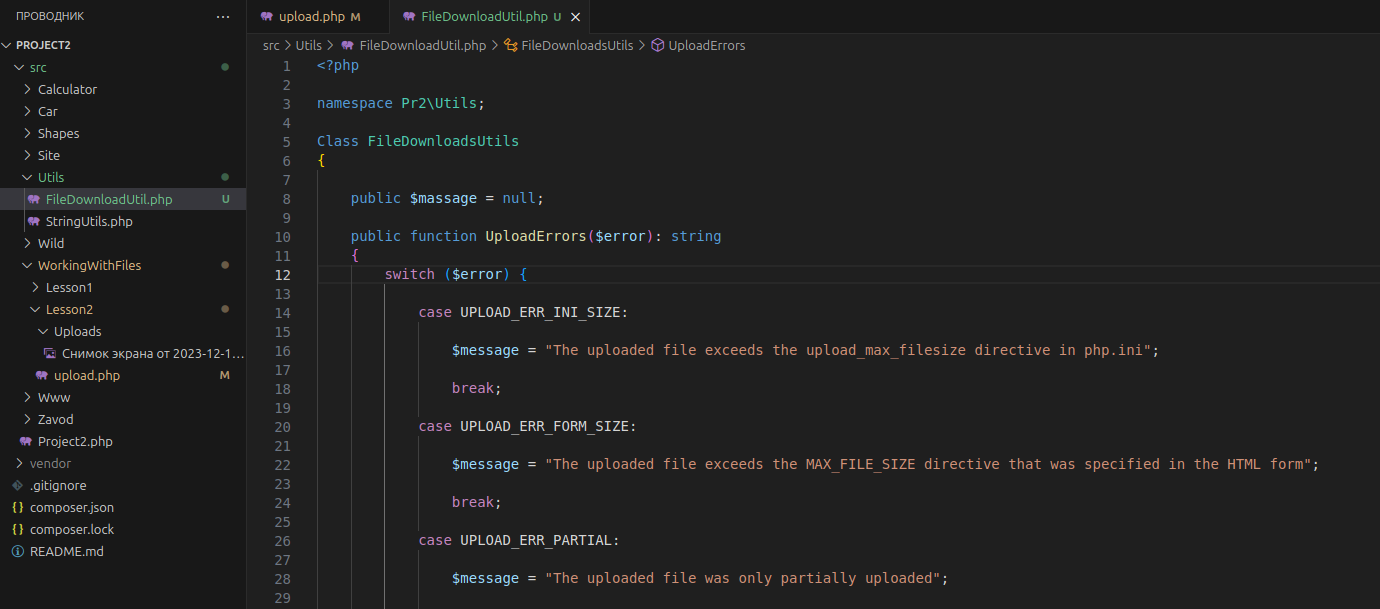 ПРОВОДНИК ...
PROJECT2
src
Calculator
Car
Shapes
Site
Utils
FileDownloadUtil.php U
StringUtils.php
Wild
WorkingWithFiles
Lesson1
Lesson2
Uploads
Снимок экрана от 2023-12-1...
upload.php M
Www
Zavod
Project2.php
vendor
.gitignore
composer.json
composer.lock
README.md
upload.php M
FileDownloadUtil.php U
src > Utils > FileDownloadUtil.php > FileDownloadsUtils > UploadErrors
1 <?php
2
3 namespace Pr2\Utils;
4
5 Class FileDownloadsUtils
6 {
7
8 public $massage = null;
9
10 public function UploadErrors($error): string
11 {
12 switch ($error) {
13
14 case UPLOAD_ERR_INI_SIZE:
15
16 $message = "The uploaded file exceeds the upload_max_filesize directive in php.ini";
17
18 break;
19
20 case UPLOAD_ERR_FORM_SIZE:
21
22 $message = "The uploaded file exceeds the MAX_FILE_SIZE directive that was specified in the HTML form";
23
24 break;
25
26 case UPLOAD_ERR_PARTIAL:
27
28 $message = "The uploaded file was only partially uploaded";
29